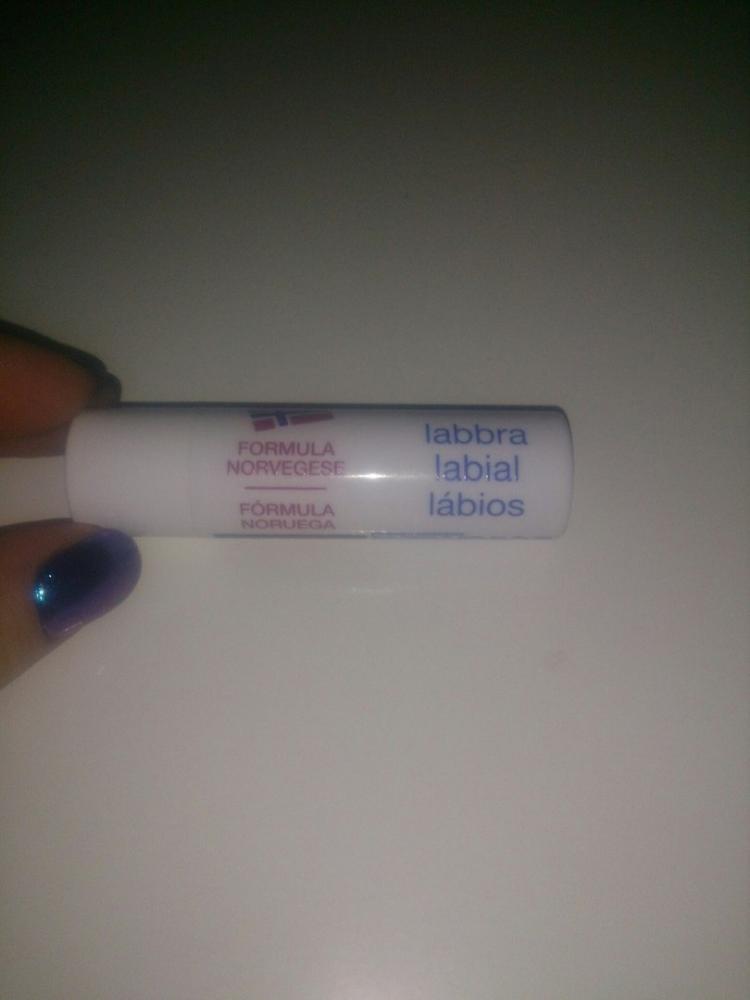 FORMULA
NORVEGESE
FÓRMULA
NORUEGA
labbra
labial
lábios